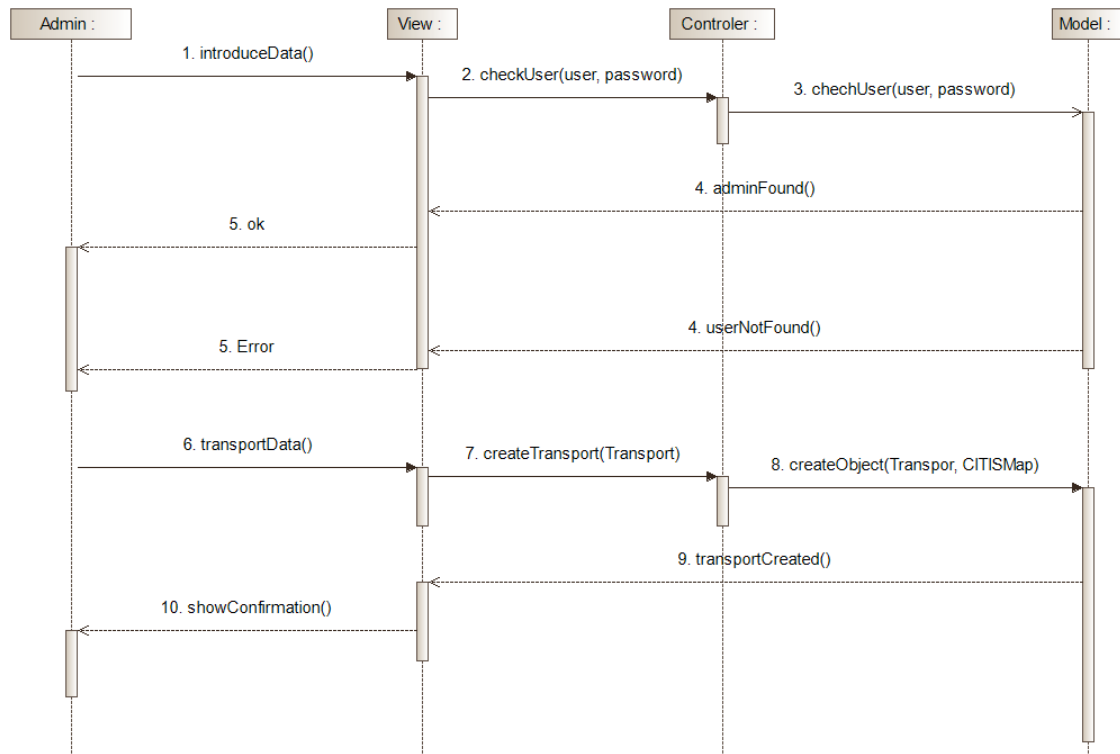 Admin :
View :
Controler :
Model :
1. introduceData()
2. checkUser(user, password)
3. chechUser(user, password)
4. adminFound()
5. ok
4. userNotFound()
5. Error
6. transportData()
7. createTransport(Transport)
8. createObject(Transpor, CITISMap)
9. transportCreated()
10. showConfirmation()